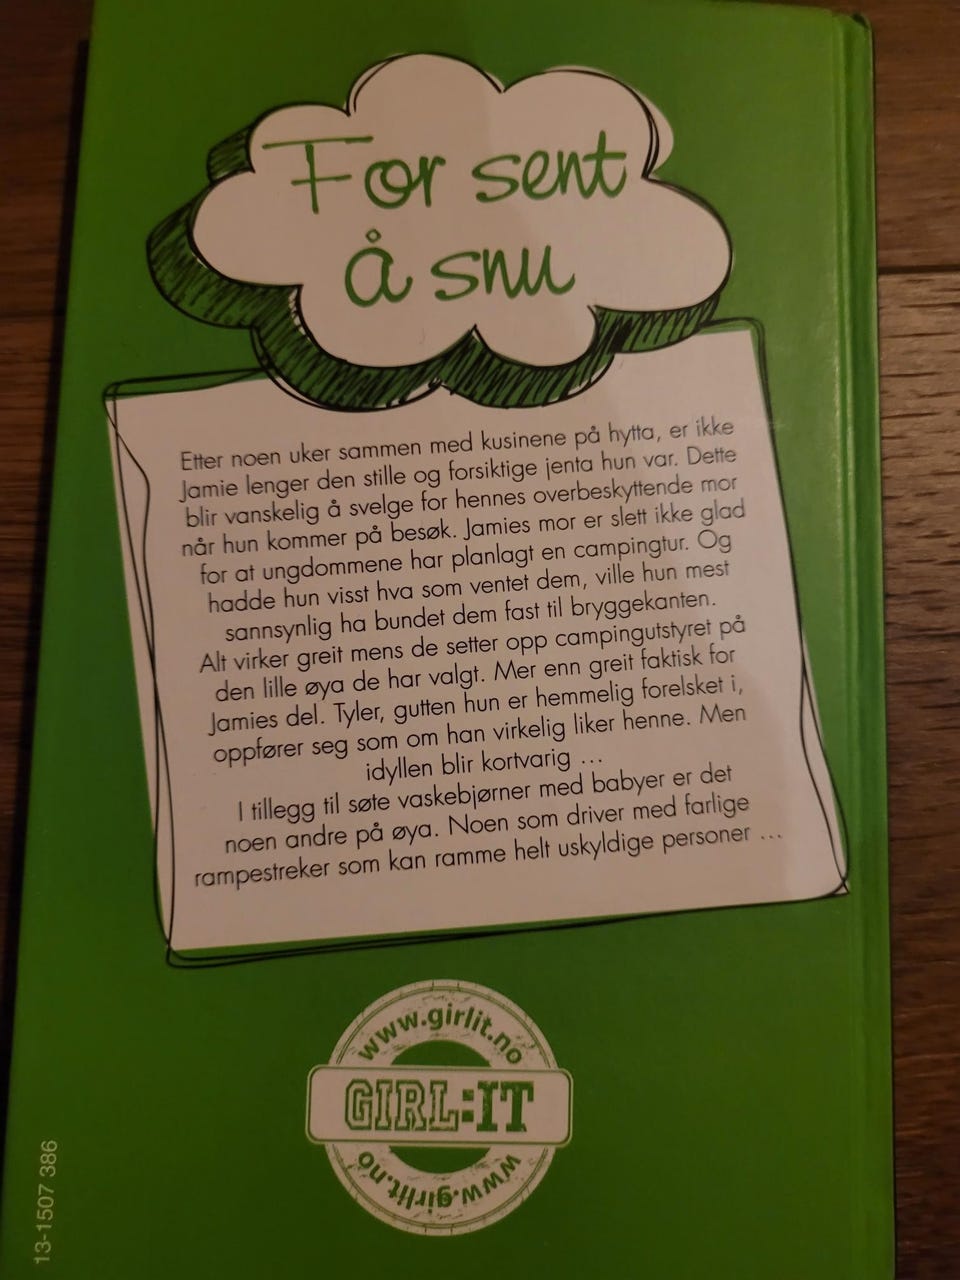 For sent
å snu
Etter noen uker sammen med kusinene på hytta, er ikke
Jamie lenger den stille og forsiktige jenta hun var. Dette
blir vanskelig å svelge for hennes overbeskyttende mor
når hun kommer på besøk. Jamies mor er slett ikke glad
for at ungdommene har planlagt en campingtur. Og
hadde hun visst hva som ventet dem, ville hun mest
sannsynlig ha bundet dem fast til bryggekanten.
Alt virker greit mens de setter opp campingutstyret på
den lille øya de har valgt. Mer enn greit faktisk for
Jamies del. Tyler, gutten hun er hemmelig forelsket i,
oppfører seg som om han virkelig liker henne. Men
idyllen blir kortvarig ...
I tillegg til søte vaskebjørner med babyer er det
noen andre på øya. Noen som driver med farlige
rampestreker som kan ramme helt uskyldige personer ...
www.girlit.no
GIRL:IT
www.girlit.no
13-1507 386